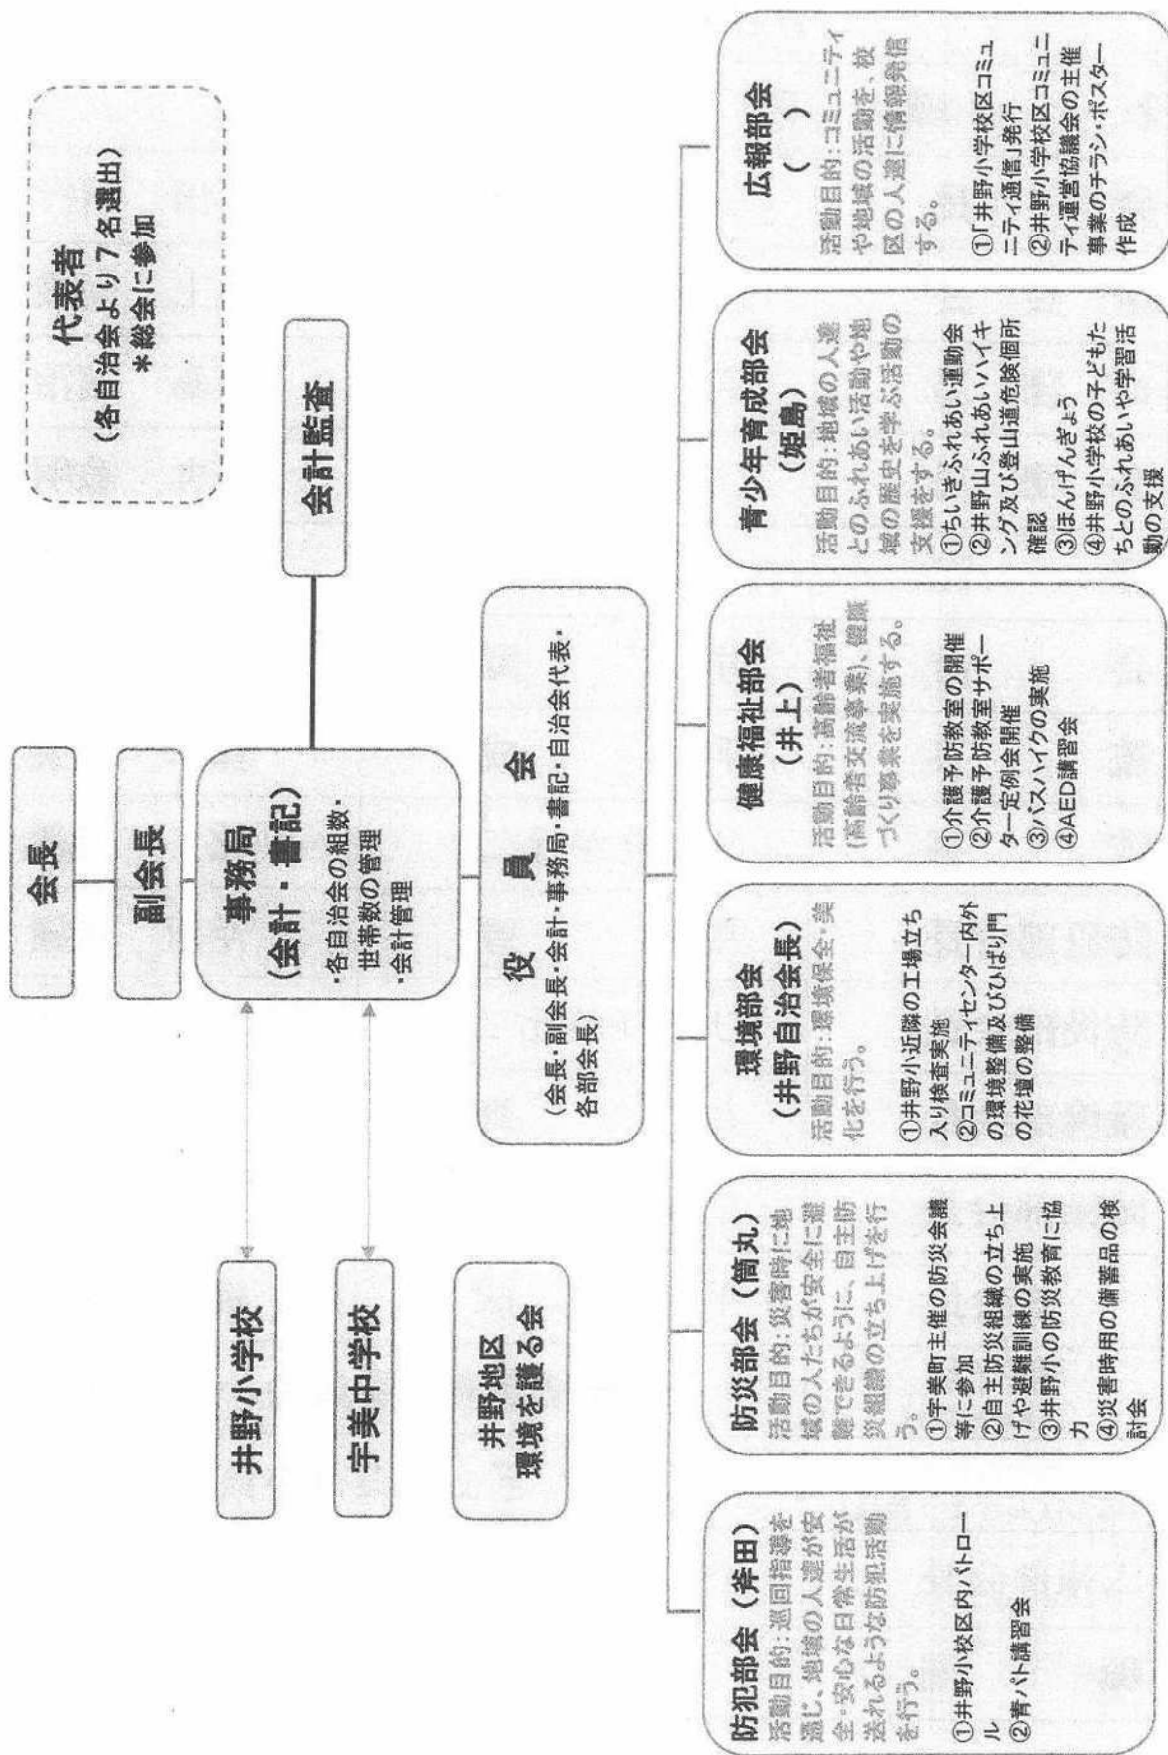 代表者
(各自治会より7名選出)
*総会に参加
会長
副会長
事務局
(会計・書記)
・各自治会の組数・
世帯数の管理
・会計管理
会計監査
井野小学校
宇美中学校
井野地区
環境を護る会
役 員 会
(会長・副会長・会計・事務局・書記・自治会代表・
各部会長)
防犯部会(斧田)
活動目的:巡回指導を
通じ、地域の人達が安
全・安心な日常生活が
送れるような防犯活動
を行う。
①井野小校区内パトロー
ル
②青パト講習会
防災部会(筒丸)
活動目的:災害時に地
域の人たちが安全に避
難できるように、自主防
災組織の立ち上げを行
う。
①宇美町主催の防災会議
等に参加
②自主防災組織の立ち上
げや避難訓練の実施
③井野小の防災教育に協
力
④災害時用の備蓄品の検
討会
環境部会
(井野自治会長)
活動目的:環境保全・美
化を行う。
①井野小近隣の工場立ち
入り検査実施
②コミュニティセンター内外
の環境整備及びひばり門
の花壇の整備
健康福祉部会
(井上)
活動目的:高齢者福祉
(高齢者交流事業)、健康
づくり事業を実施する。
①介護予防教室の開催
②介護予防教室サポー
ター定例会開催
③バスハイクの実施
④AED講習会
青少年育成部会
(姫島)
活動目的:地域の人達
とのふれあい活動や地
域の歴史を学ぶ活動の
支援をする。
①ちいきふれあい運動会
②井野山ふれあいハイキ
ング及び登山道危険個所
確認
③ほんげんぎょう
④井野小学校の子どもた
ちとのふれあいや学習活
動の支援
広報部会
( )
活動目的:コミュニティ
や地域の活動を、校
区の人達に情報発信
する。
①「井野小学校区コミュ
ニティ通信」発行
②井野小学校区コミュニ
ティ運営協議会の主催
事業のチラシ・ポスター
作成